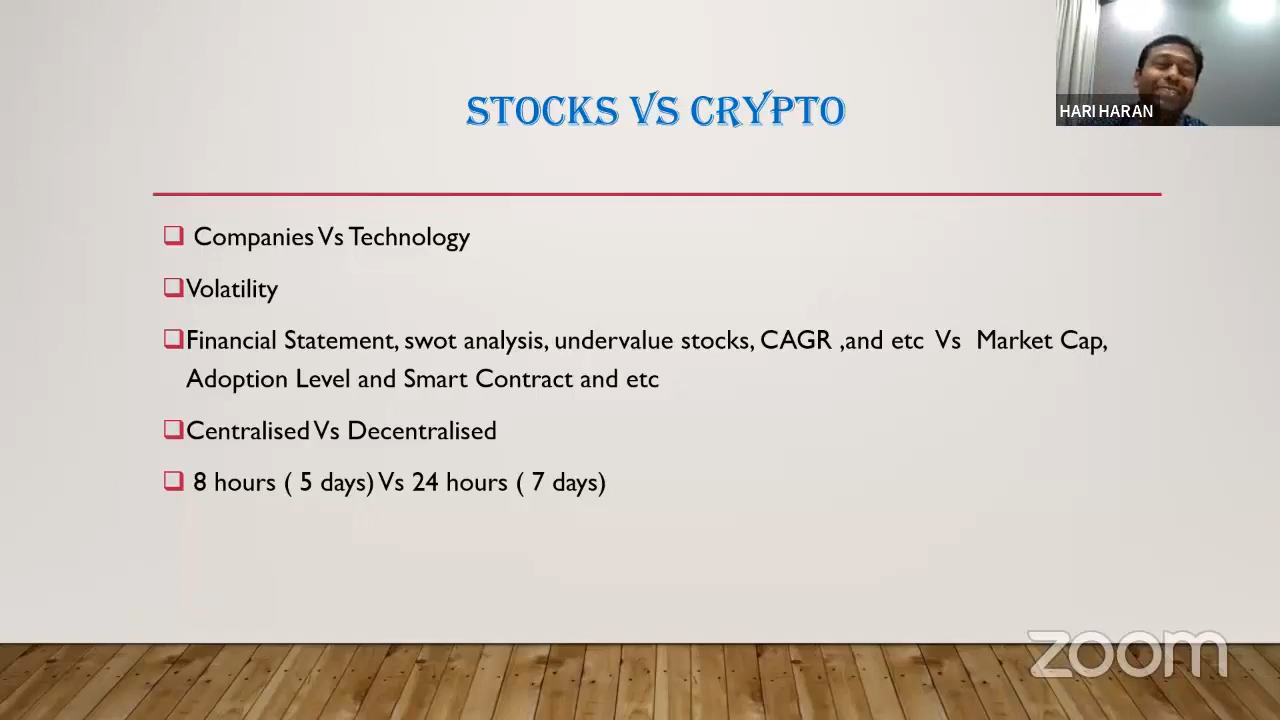 STOCKS VS CRYPTO
HARI HARAN
Companies Vs Technology
Volatility
Financial Statement, swot analysis, undervalue stocks, CAGR ,and etc Vs Market Cap,
Adoption Level and Smart Contract and etc
Centralised Vs Decentralised
8 hours ( 5 days) Vs 24 hours ( 7 days)
zoom